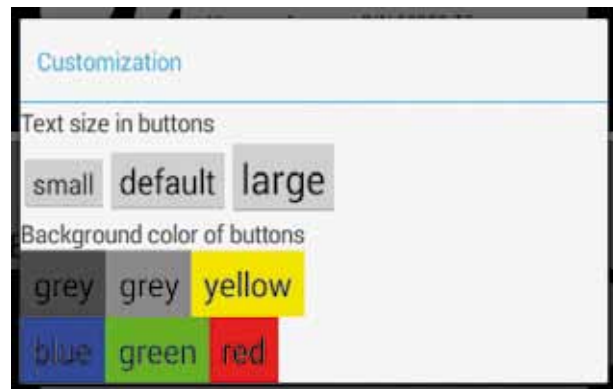 Customization
Text size in buttons
small default large
Background color of buttons
grey grey yellow
blue green red